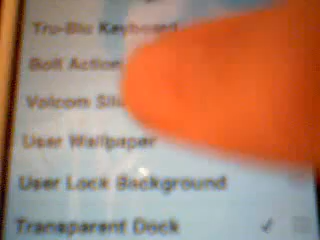 Tru-Blu Keyboard
Bolt Action
Volcom
User Wallpaper
User Lock Background
Transparent Dock